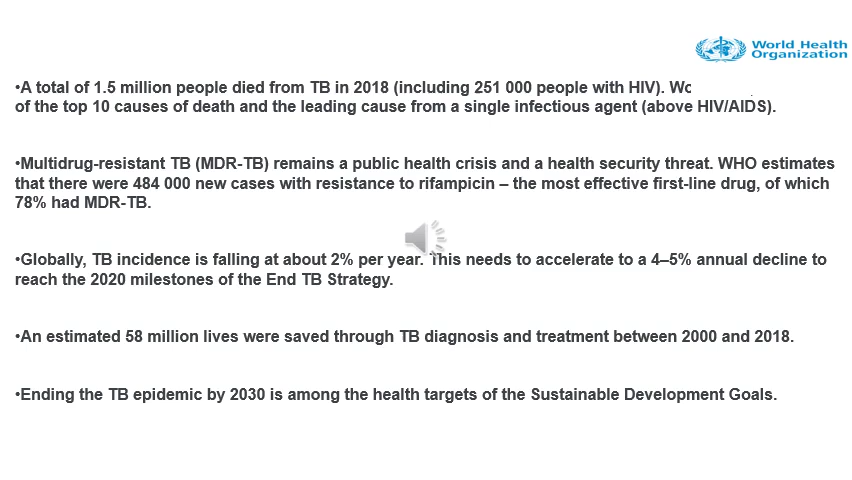 World Health
Organization
•A total of 1.5 million people died from TB in 2018 (including 251 000 people with HIV).
of the top 10 causes of death and the leading cause from a single infectious agent (above HIV/AIDS).
•Multidrug-resistant TB (MDR-TB) remains a public health crisis and a health security threat. WHO estimates
that there were 484 000 new cases with resistance to rifampicin – the most effective first-line drug, of which
78% had MDR-TB.
•Globally, TB incidence is falling at about 2% per year. This needs to accelerate to a 4–5% annual decline to
reach the 2020 milestones of the End TB Strategy.
•An estimated 58 million lives were saved through TB diagnosis and treatment between 2000 and 2018.
•Ending the TB epidemic by 2030 is among the health targets of the Sustainable Development Goals.